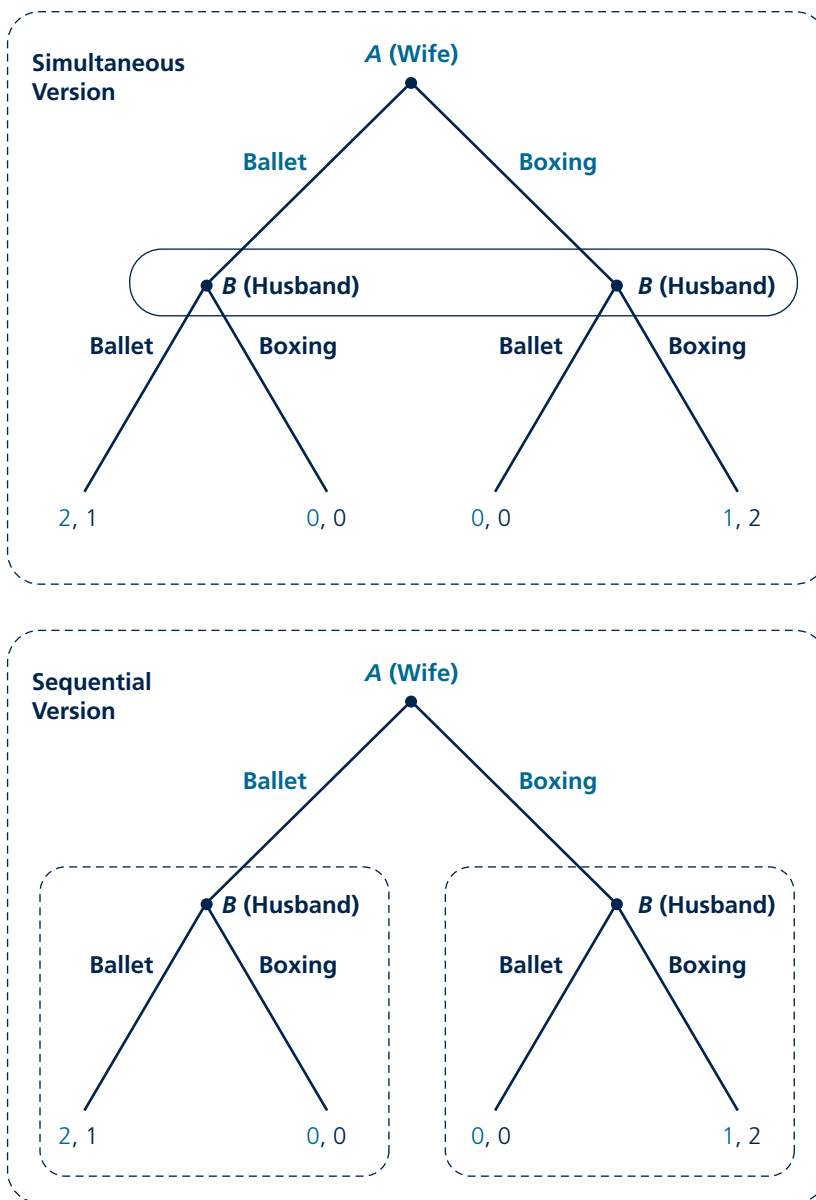 Simultaneous
Version
A (Wife)
Ballet
Boxing
B (Husband)
B (Husband)
Ballet
Boxing
Ballet
Boxing
2, 1
0, 0
0, 0
1, 2
Sequential
Version
A (Wife)
Ballet
Boxing
B (Husband)
B (Husband)
Ballet
Boxing
Ballet
Boxing
2, 1
0, 0
0, 0
1, 2